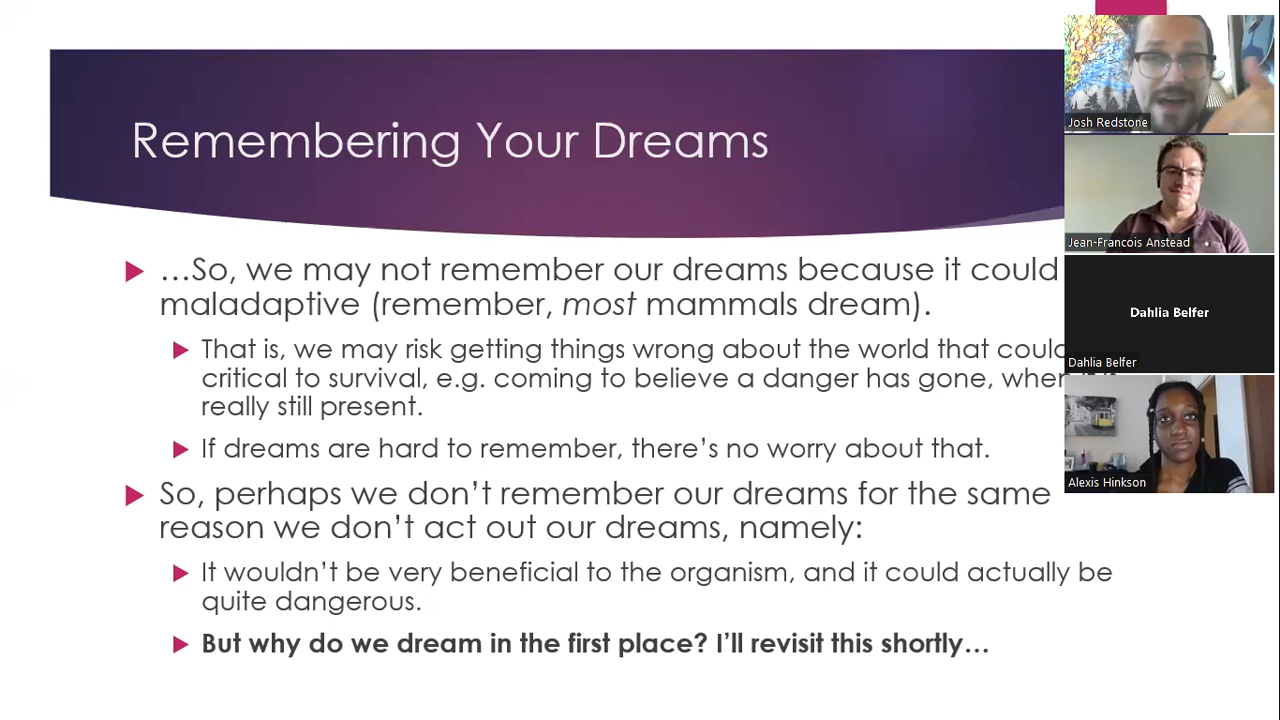 Remembering Your Dreams
…So, we may not remember our dreams because it could
maladaptive (remember, most mammals dream).
That is, we may risk getting things wrong about the world that could
critical to survival, e.g. coming to believe a danger has gone, when it is
really still present.
If dreams are hard to remember, there’s no worry about that.
So, perhaps we don’t remember our dreams for the same
reason we don’t act out our dreams, namely:
It wouldn’t be very beneficial to the organism, and it could actually be
quite dangerous.
But why do we dream in the first place? I’ll revisit this shortly…
Josh Redstone
Jean-Francois Anstead
Dahlia Belfer
Dahlia Belfer
Alexis Hinkson